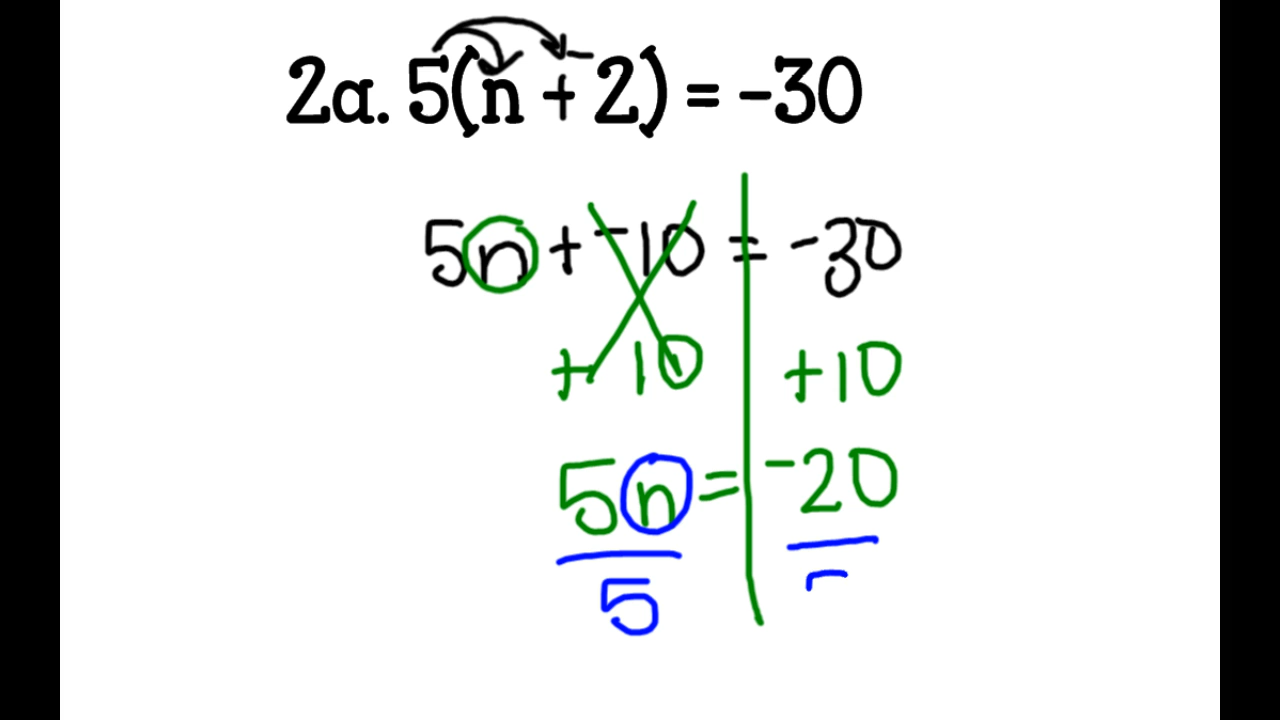 2a. 5(n + ⁻2) = -30
5n + ⁻10 = ⁻30
+ 10 +10
5n = ⁻20
5